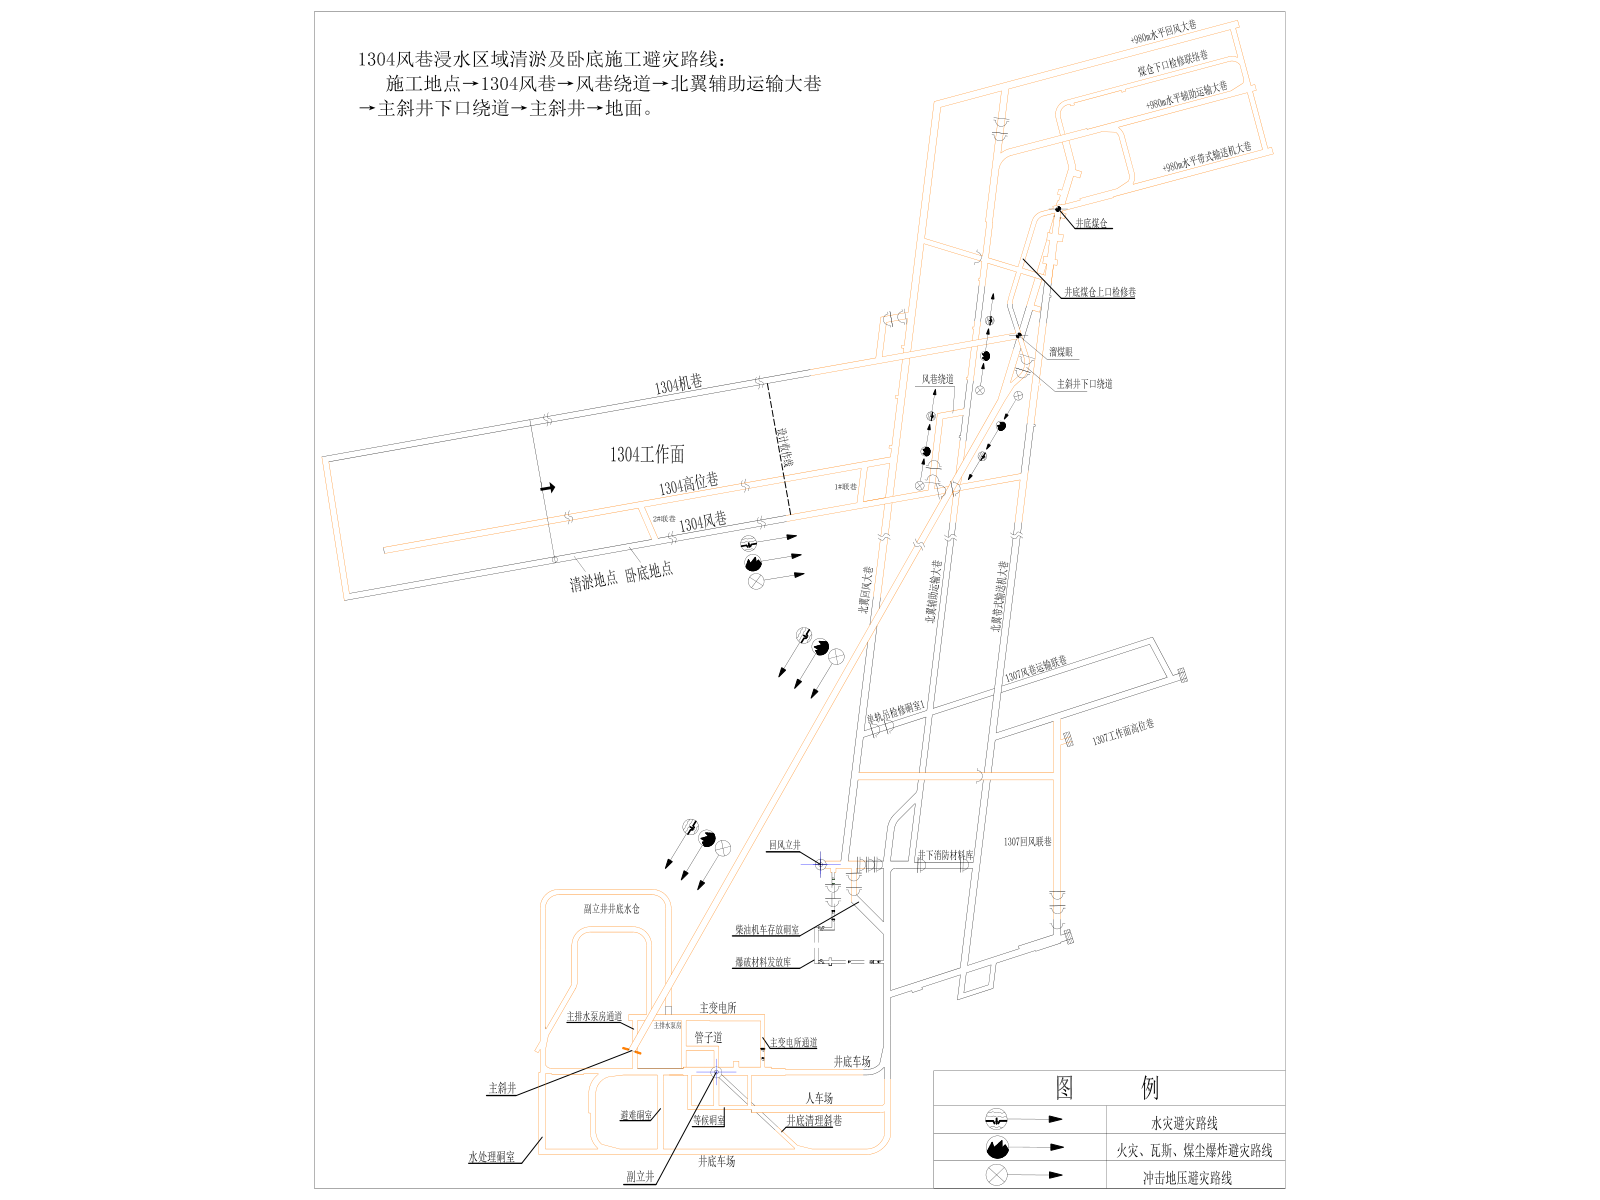 1304风巷浸水区域清淤及卧底施工避灾路线：
施工地点→1304风巷→风巷绕道→北翼辅助运输大巷
→主斜井下口绕道→主斜井→地面。
+980m水平回风大巷
煤仓下口检修联络巷
+980m水平辅助运输大巷
+980m水平带式输送机大巷
井底煤仓
井底煤仓上口检修巷
溜煤眼
主斜井下口绕道
风巷绕道
1304机巷
设计收作线
1304工作面
1304高位巷
1#联巷
2#联巷
1304风巷
清淤地点
卧底地点
北翼回风大巷
北翼辅助运输大巷
北翼带式输送机大巷
1307风巷运输联巷
单轨吊检修硐室1
1307工作面高位巷
1307回风联巷
回风立井
井下消防材料库
副立井井底水仓
柴油机车存放硐室
爆破材料发放库
主变电所
主排水泵房通道
主排水泵房
管子道
主变电所通道
井底车场
主斜井
人车场
避难硐室
等候硐室
井底清理斜巷
水处理硐室
井底车场
副立井
图 例
水灾避灾路线
火灾、瓦斯、煤尘爆炸避灾路线
冲击地压避灾路线